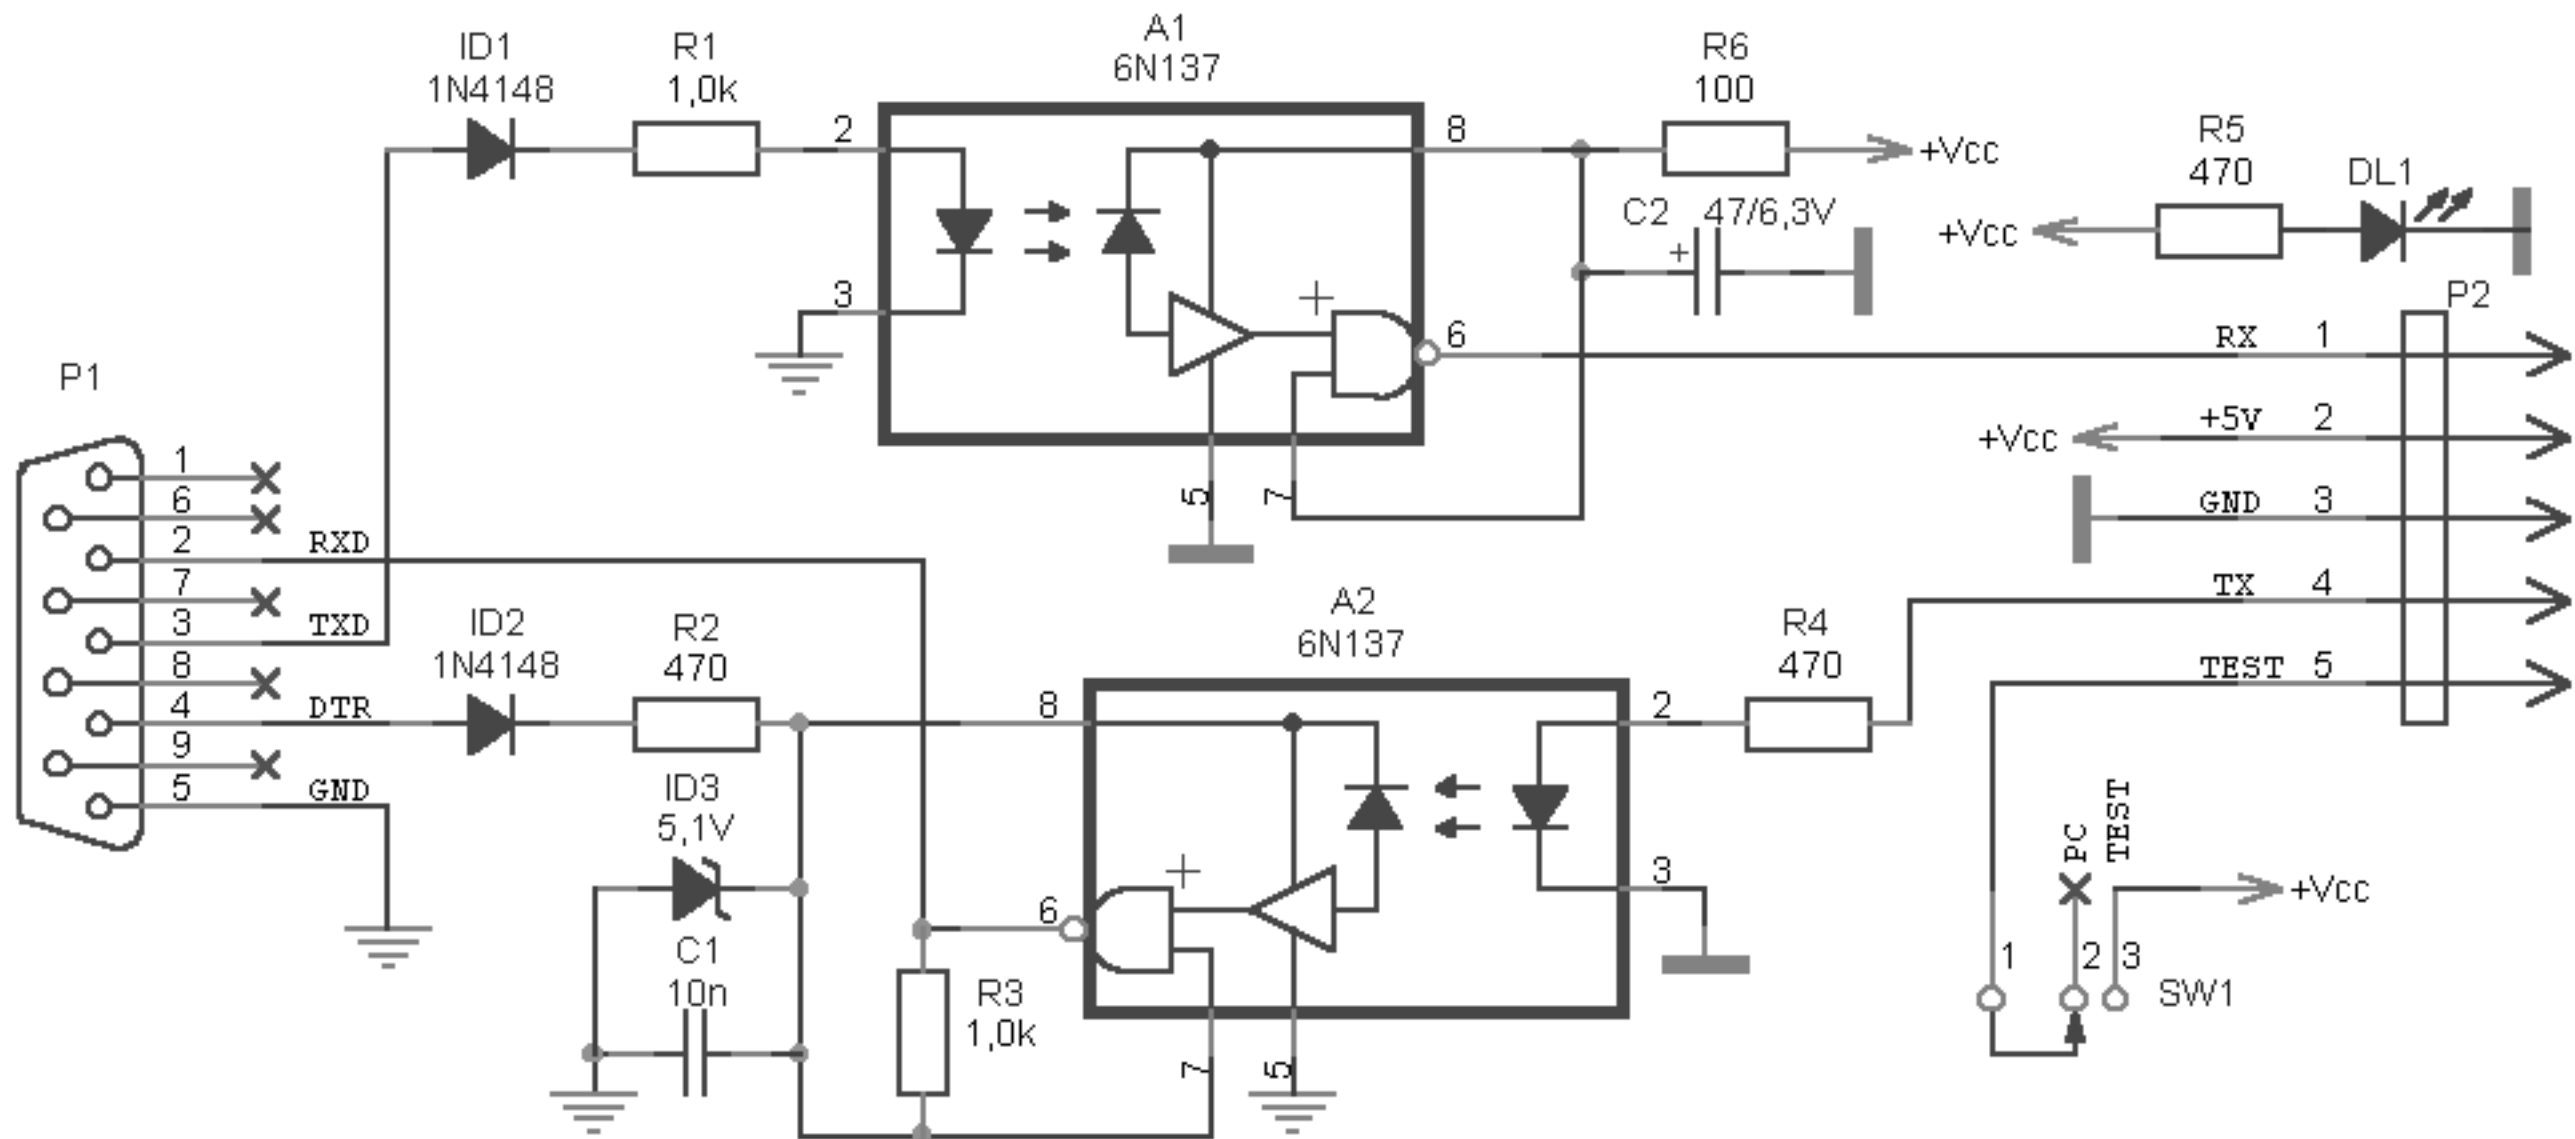 ID1
1N4148
R1
1,0k
A1
6N137
R6
100
2
8
+Vcc
R5
470
DL1
C2
47/6,3V
+
+Vcc
3
+
6
P2
RX
1
P1
+5V
2
+Vcc
1
6
2
RXD
7
3
TXD
8
4
DTR
9
5
GND
5
7
GND
3
A2
6N137
TX
4
ID2
1N4148
R2
470
R4
470
TEST
5
8
2
ID3
5,1V
+
3
6
PC
TEST
+Vcc
C1
10n
R3
1,0k
1
2
3
SW1
7
5